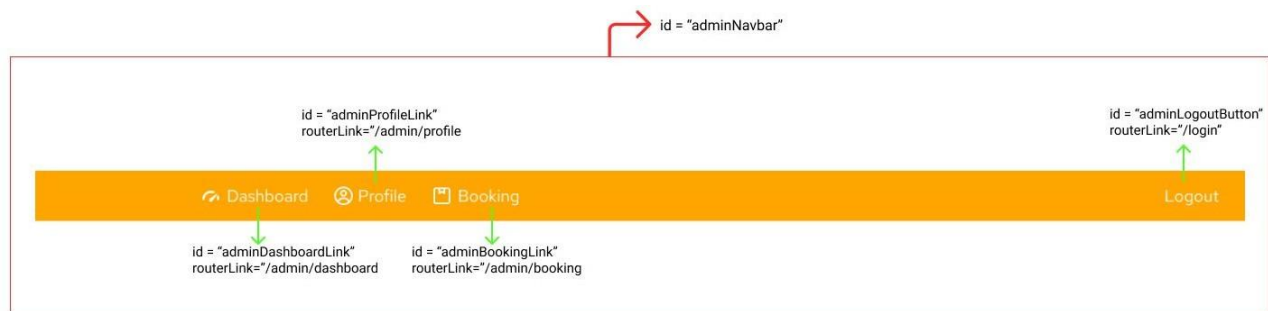 id = “adminNavbar”
id = “adminProfileLink”
routerLink=“/admin/profile
id = “adminLogoutButton”
routerLink=“/login”
Dashboard
Profile
Booking
Logout
id = “adminDashboardLink”
routerLink=“/admin/dashboard
id = “adminBookingLink”
routerLink=“/admin/booking